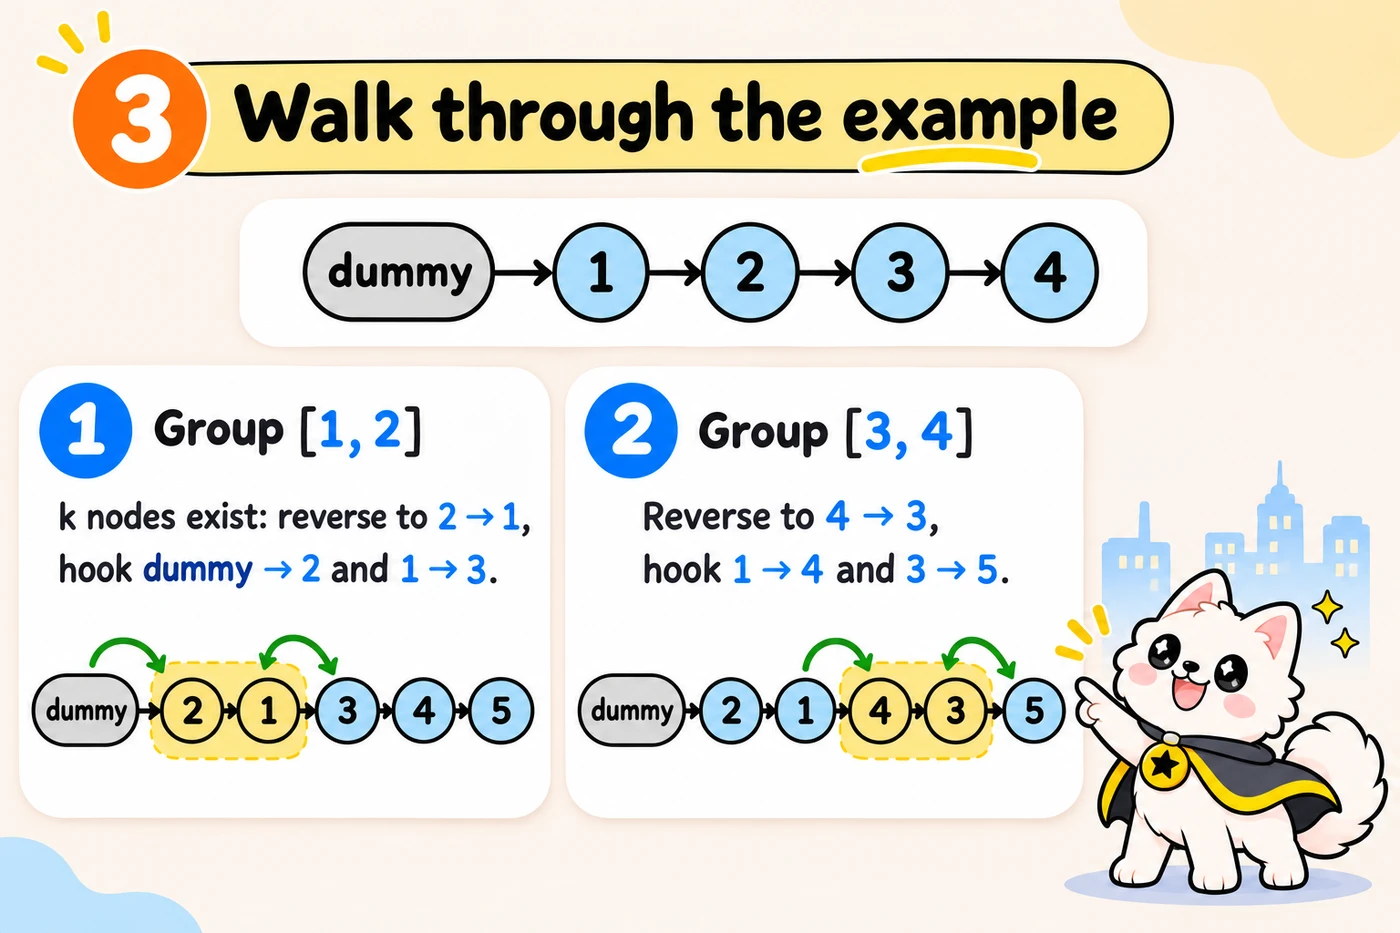 3
Walk through the example
dummy → 1 → 2 → 3 → 4
1
Group [1, 2]
k nodes exist: reverse to 2 → 1,
hook dummy → 2 and 1 → 3.
dummy → 2 → 1 → 3 → 4 → 5
2
Group [3, 4]
Reverse to 4 → 3,
hook 1 → 4 and 3 → 5.
dummy → 2 → 1 → 4 → 3 → 5